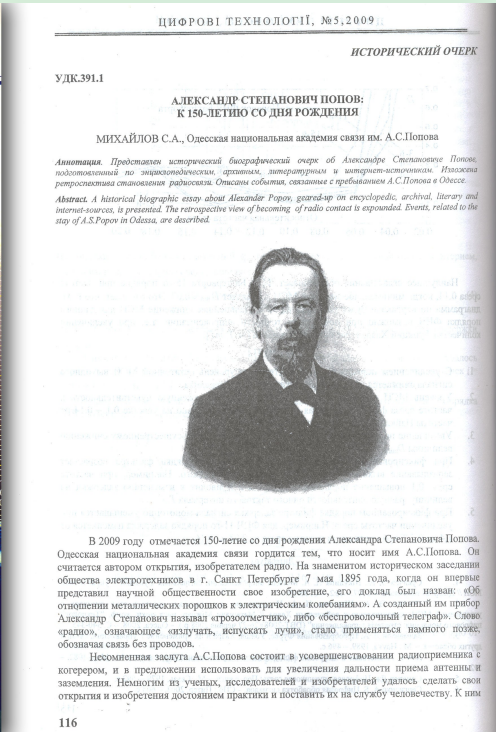 ЦИФРОВІ ТЕХНОЛОГІЇ, №5,2009
ИСТОРИЧЕСКИЙ ОЧЕРК
УДК.391.1
АЛЕКСАНДР СТЕПАНОВИЧ ПОПОВ:
К 150-ЛЕТИЮ СО ДНЯ РОЖДЕНИЯ
МИХАЙЛОВ С.А., Одесская национальная академия связи им. А.С.Попова
Аннотация. Представлен исторический биографический очерк об Александре Степановиче Попове,
подготовленный по энциклопедическим, архивным, литературным и интернет-источникам. Изложена
ретроспектива становления радиосвязи. Описаны события, связанные с пребыванием А.С.Попова в Одессе.
Abstract. A historical biographic essay about Alexander Popov, geared-up on encyclopedic, archival, literary and
internet-sources, is presented. The retrospective view of becoming of radio contact is expounded. Events, related to the
stay of A.S.Popov in Odessa, are described.
В 2009 году отмечается 150-летие со дня рождения Александра Степановича Попова.
Одесская национальная академия связи гордится тем, что носит имя А.С.Попова. Он
считается автором открытия, изобретателем радио. На знаменитом историческом заседании
общества электротехников в г. Санкт Петербурге 7 мая 1895 года, когда он впервые
представил научной общественности свое изобретение, его доклад был назван: «Об
отношении металлических порошков к электрическим колебаниям». А созданный им прибор
Александр Степанович называл «грозоотметчик», либо «беспроволочный телеграф». Слово
«радио», означающее «излучать, испускать лучи», стало применяться намного позже,
обозначая связь без проводов.
Несомненная заслуга А.С.Попова состоит в усовершенствовании радиоприемника с
когерером, и в предложении использовать для увеличения дальности приема антенны и
заземления. Немногим из ученых, исследователей и изобретателей удалось сделать свои
открытия и изобретения достоянием практики и поставить их на службу человечеству. К ним
116